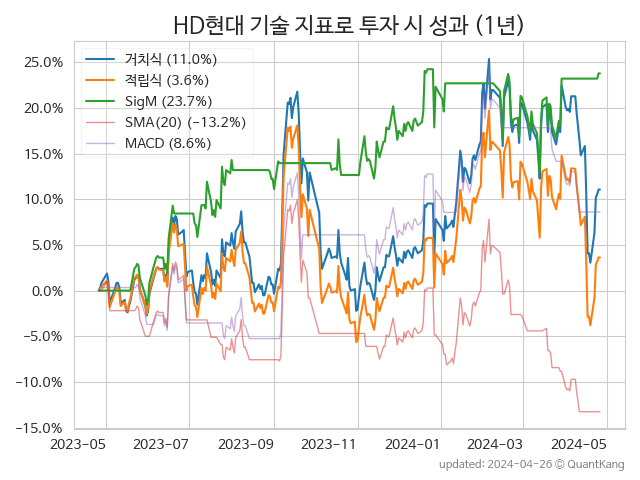 HD현대 기술 지표로 투자 시 성과 (1년)
거치식 (11.0%)
적립식 (3.6%)
SigM (23.7%)
SMA(20) (−13.2%)
MACD (8.6%)
25.0%
20.0%
15.0%
10.0%
5.0%
0.0%
−5.0%
−10.0%
−15.0%
2023−05 2023−07 2023−09 2023−11 2024−01 2024−03 2024−05
updated: 2024-04-26 © QuantKang